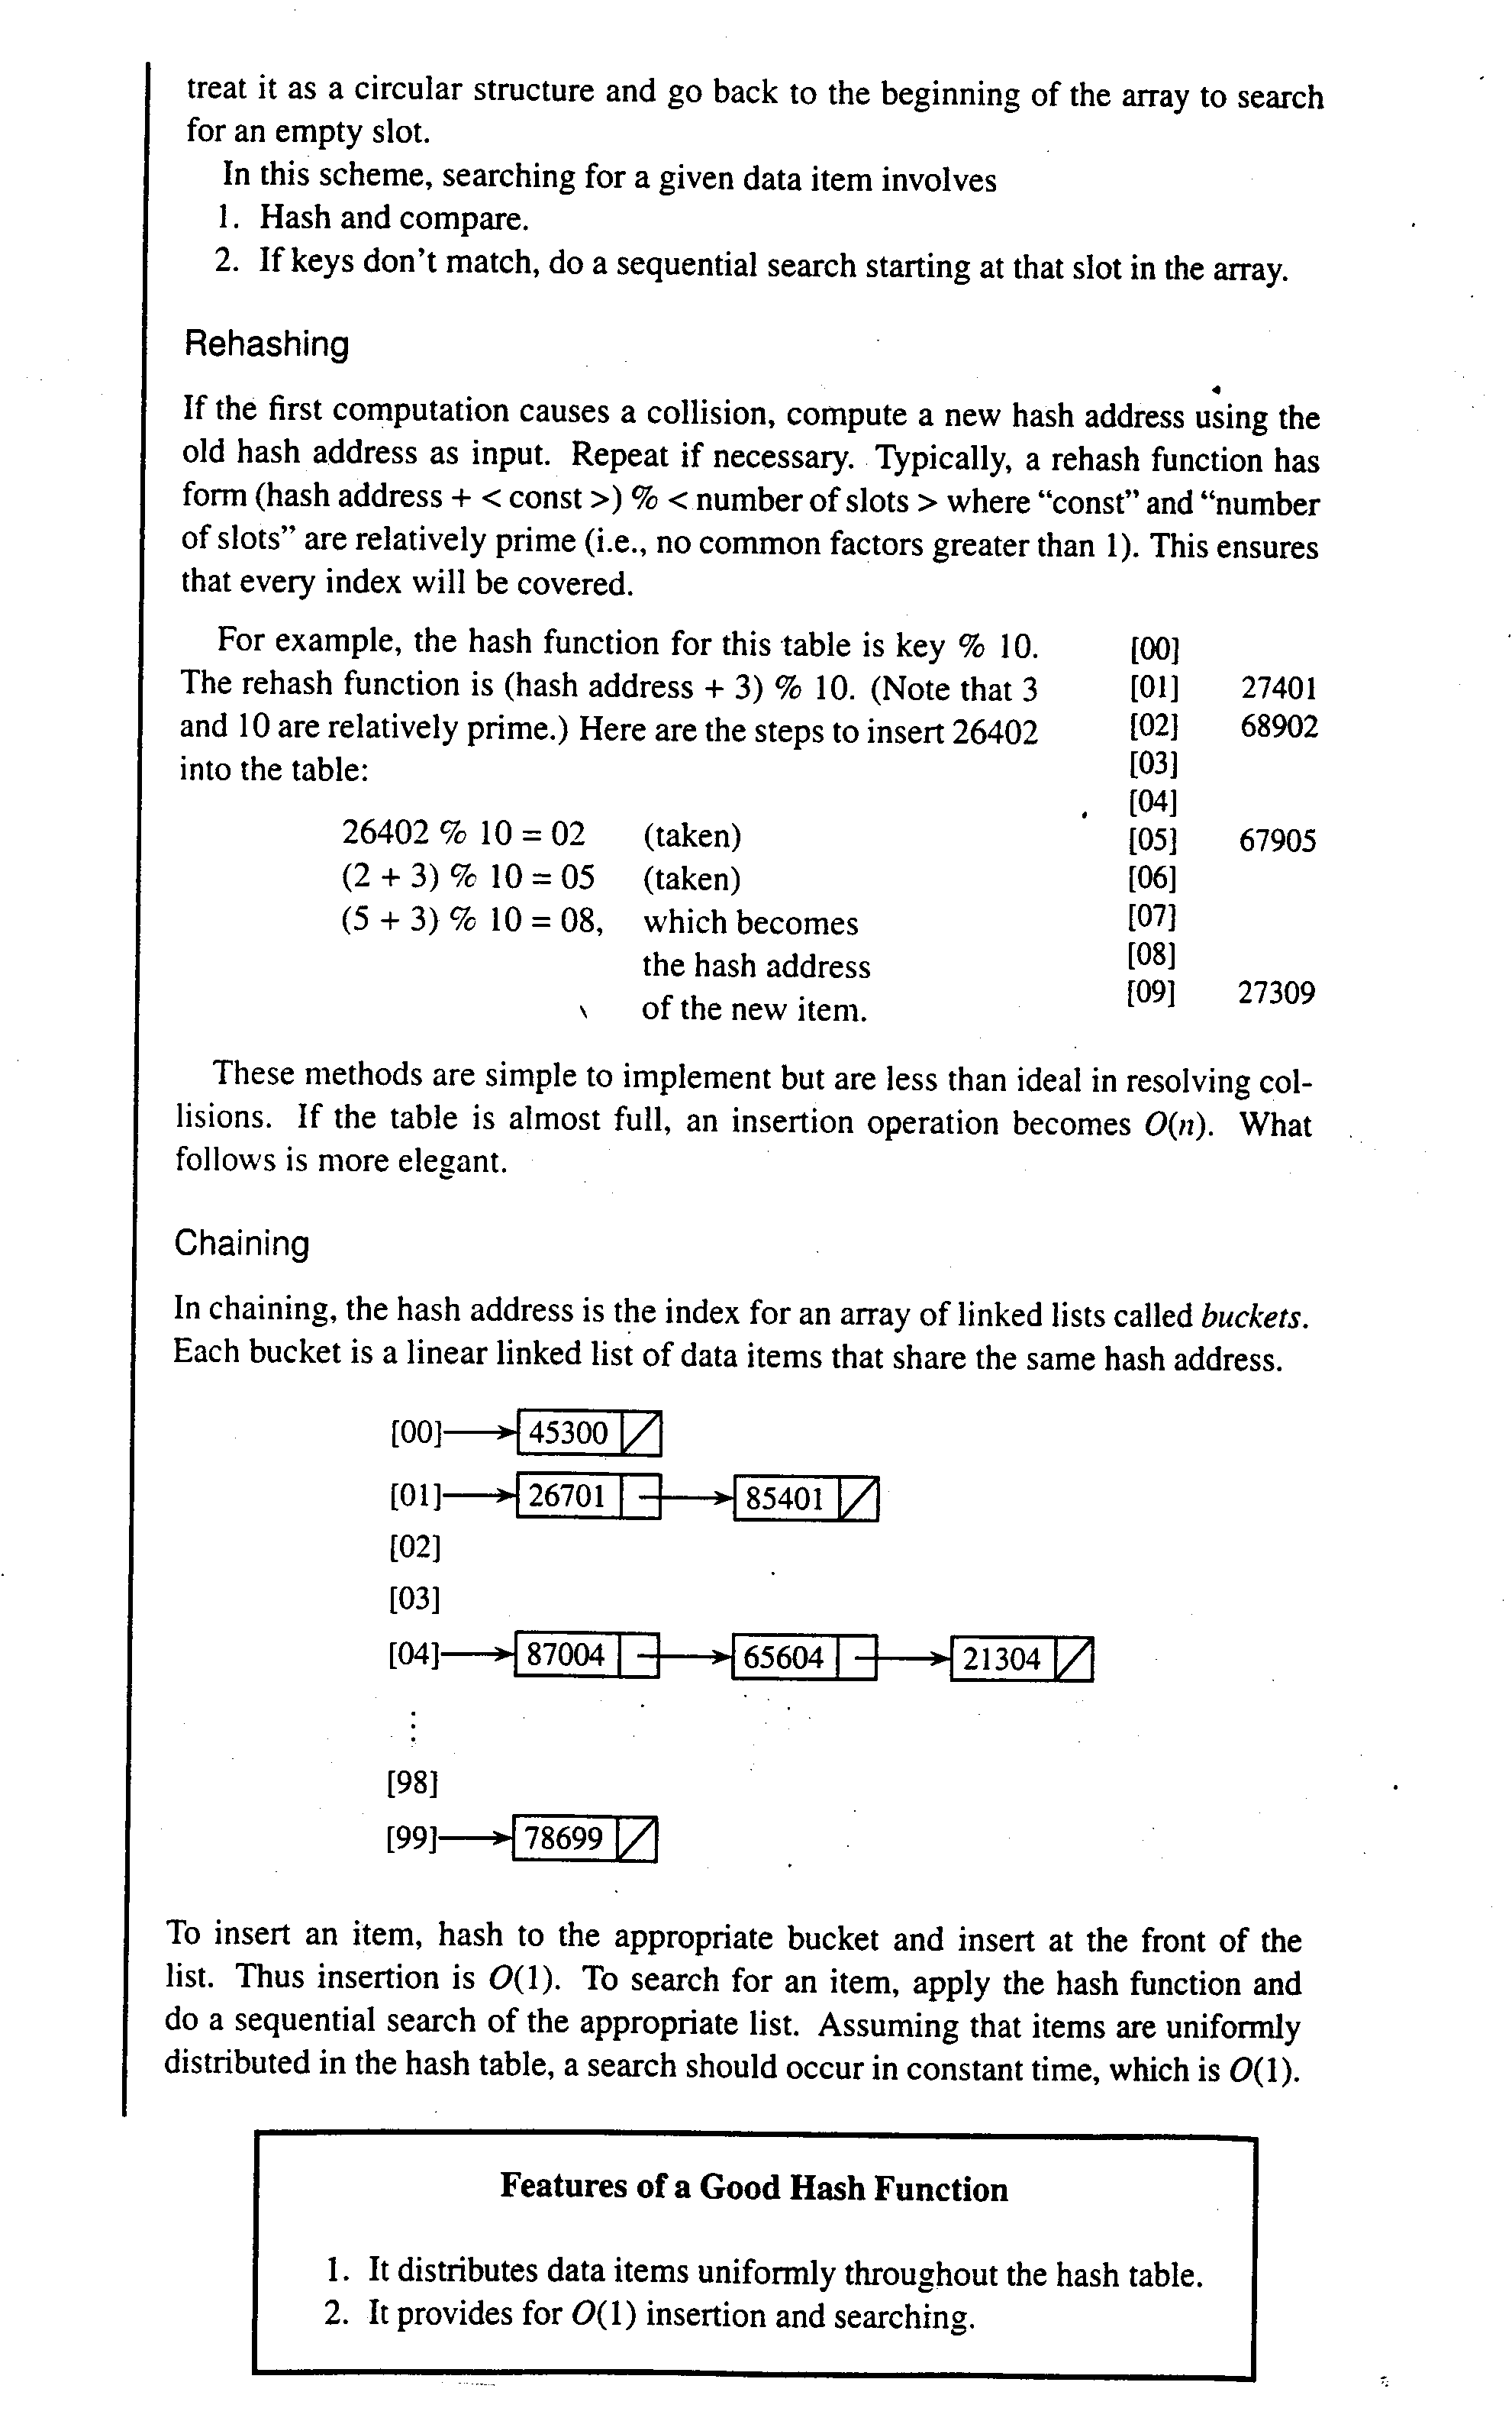 treat it as a circular structure and go back to the beginning of the array to search
for an empty slot.
In this scheme, searching for a given data item involves
1. Hash and compare.
2. If keys don't match, do a sequential search starting at that slot in the array.
Rehashing
If the first computation causes a collision, compute a new hash address using the
old hash address as input. Repeat if necessary. Typically, a rehash function has
form (hash address + < const >) % < number of slots > where "const" and "number
of slots" are relatively prime (i.e., no common factors greater than 1). This ensures
that every index will be covered.
For example, the hash function for this table is key % 10.
The rehash function is (hash address + 3) % 10. (Note that 3
and 10 are relatively prime.) Here are the steps to insert 26402
into the table:
26402 % 10 = 02 (taken)
(2 + 3) % 10 = 05 (taken)
(5 + 3) % 10 = 08, which becomes
the hash address
of the new item.
[00]
[01] 27401
[02] 68902
[03]
[04]
[05] 67905
[06]
[07]
[08]
[09] 27309
These methods are simple to implement but are less than ideal in resolving col-
lisions. If the table is almost full, an insertion operation becomes O(n). What
follows is more elegant.
Chaining
In chaining, the hash address is the index for an array of linked lists called buckets.
Each bucket is a linear linked list of data items that share the same hash address.
[00] 45300
[01] 26701 85401
[02]
[03]
[04] 87004 65604 21304
⋮
[98]
[99] 78699
To insert an item, hash to the appropriate bucket and insert at the front of the
list. Thus insertion is O(1). To search for an item, apply the hash function and
do a sequential search of the appropriate list. Assuming that items are uniformly
distributed in the hash table, a search should occur in constant time, which is O(1).
Features of a Good Hash Function
1. It distributes data items uniformly throughout the hash table.
2. It provides for O(1) insertion and searching.